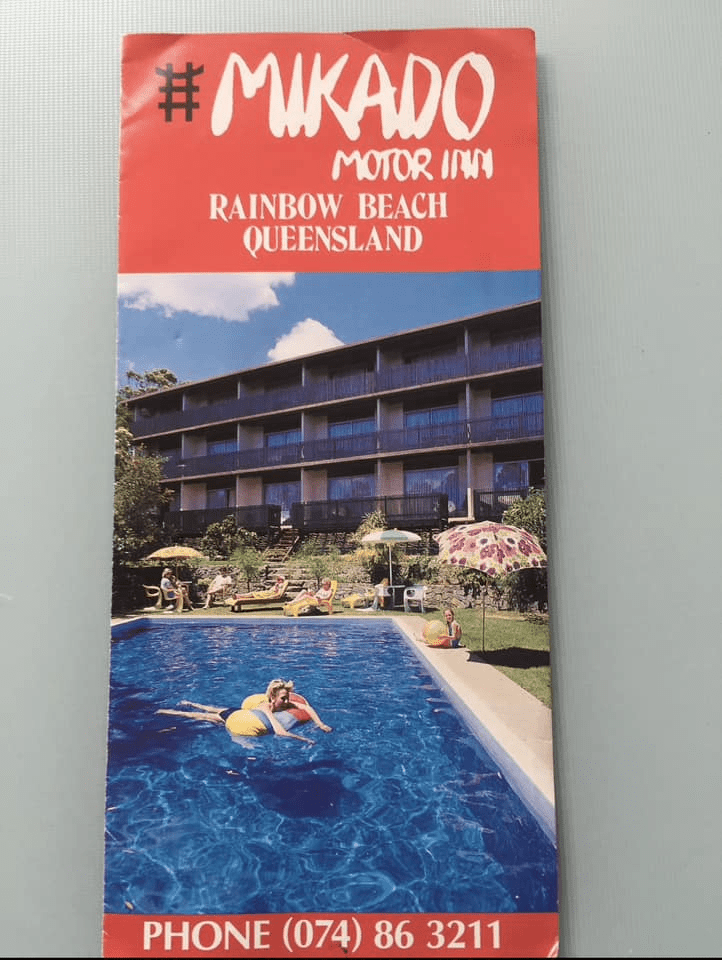 MIKADO
MOTOR INN
RAINBOW BEACH
QUEENSLAND
PHONE (074) 86 3211